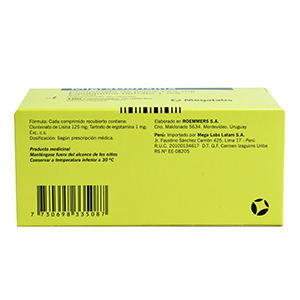 Fórmula: Cada comprimido recubierto contiene:
Clonixinato de Lisina 125 mg. Tartrato de ergotamina 1 mg.
Exc. c.s.
Dosificación: Según prescripción médica.
Producto medicinal
Manténgase fuera del alcance de los niños
Conservar a temperatura inferior a 30 °C
7 730698 335087
Elaborado en ROEMMERS S.A.
Cno. Maldonado 5634. Montevideo. Uruguay
Perú: Importado por Mega Labs Latam S.A.
Jr. Faustino Sánchez Carrión 425, Lima 17 - Perú
R.U.C. 20100134617 D.T. Q.F. Carmen Izaguirre Uribe
RS Nº EE-08205